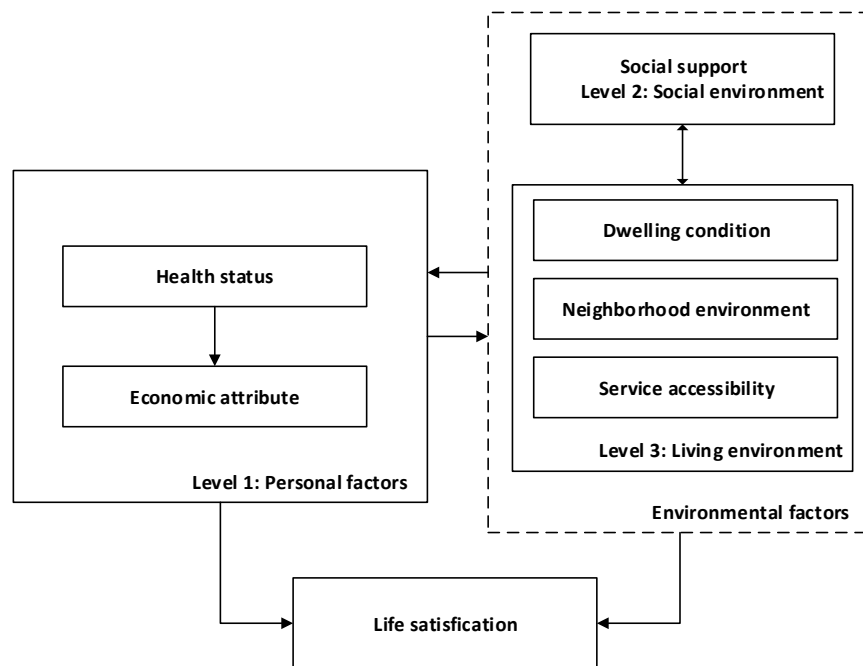 Social support
Level 2: Social environment
Dwelling condition
Health status
Neighborhood environment
Economic attribute
Service accessibility
Level 3: Living environment
Level 1: Personal factors
Environmental factors
Life satisfication